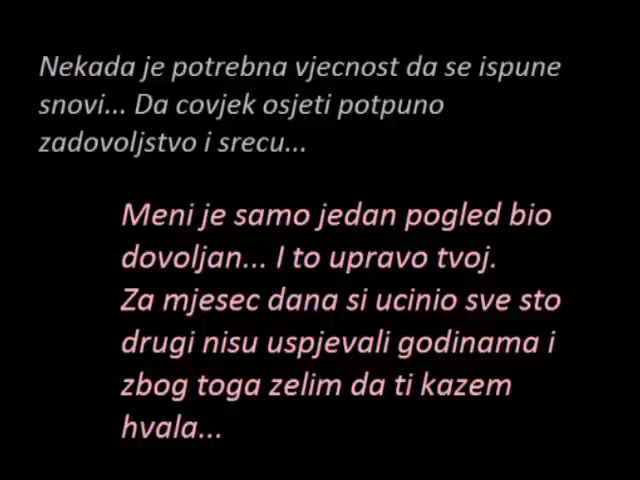 Nekada je potrebna vjecnost da se ispune
snovi... Da covjek osjeti potpuno
zadovoljstvo i srecu...
Meni je samo jedan pogled bio
dovoljan... I to upravo tvoj.
Za mjesec dana si ucinio sve sto
drugi nisu uspjevali godinama i
zbog toga zelim da ti kazem
hvala...